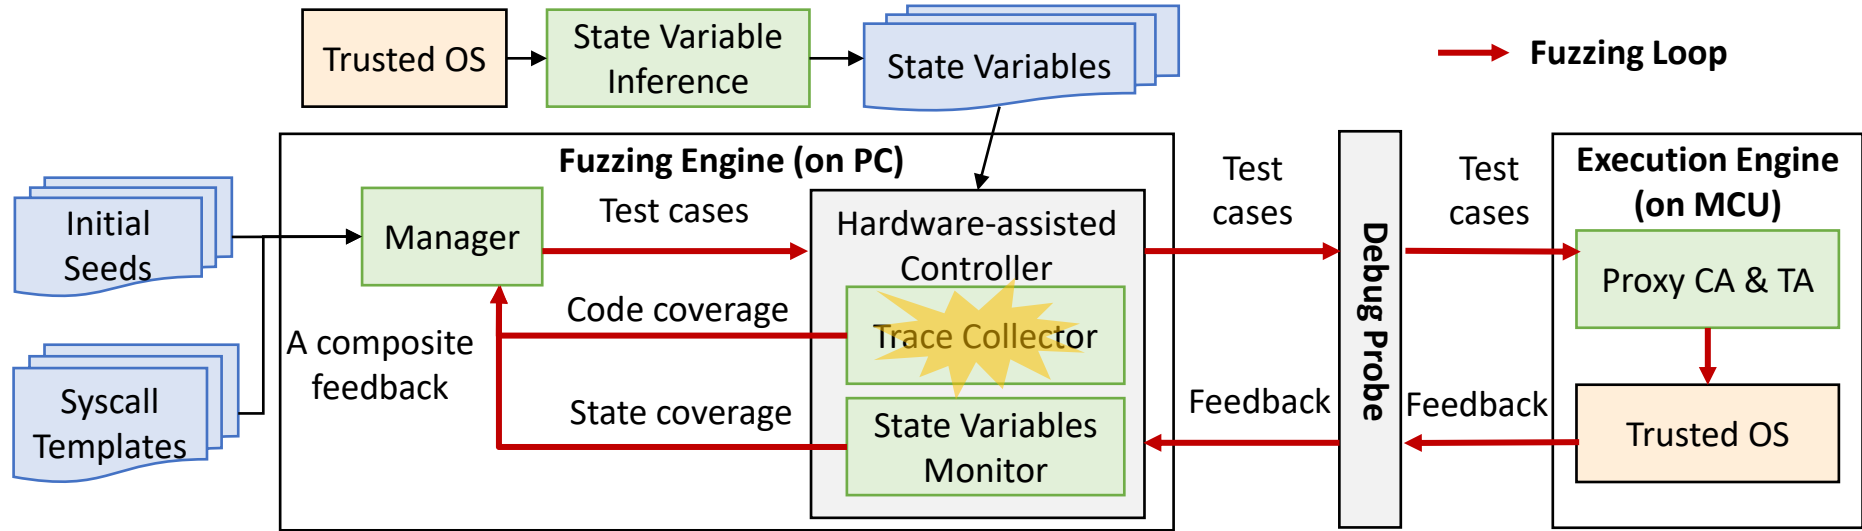 Trusted OS
State Variable
Inference
State Variables
Fuzzing Loop
Fuzzing Engine (on PC)
Initial
Seeds
Syscall
Templates
Manager
Test cases
Hardware-assisted
Controller
Code coverage
Trace Collector
A composite
feedback
State coverage
State Variables
Monitor
Test
cases
Feedback
Debug Probe
Test
cases
Feedback
Execution Engine
(on MCU)
Proxy CA & TA
Trusted OS